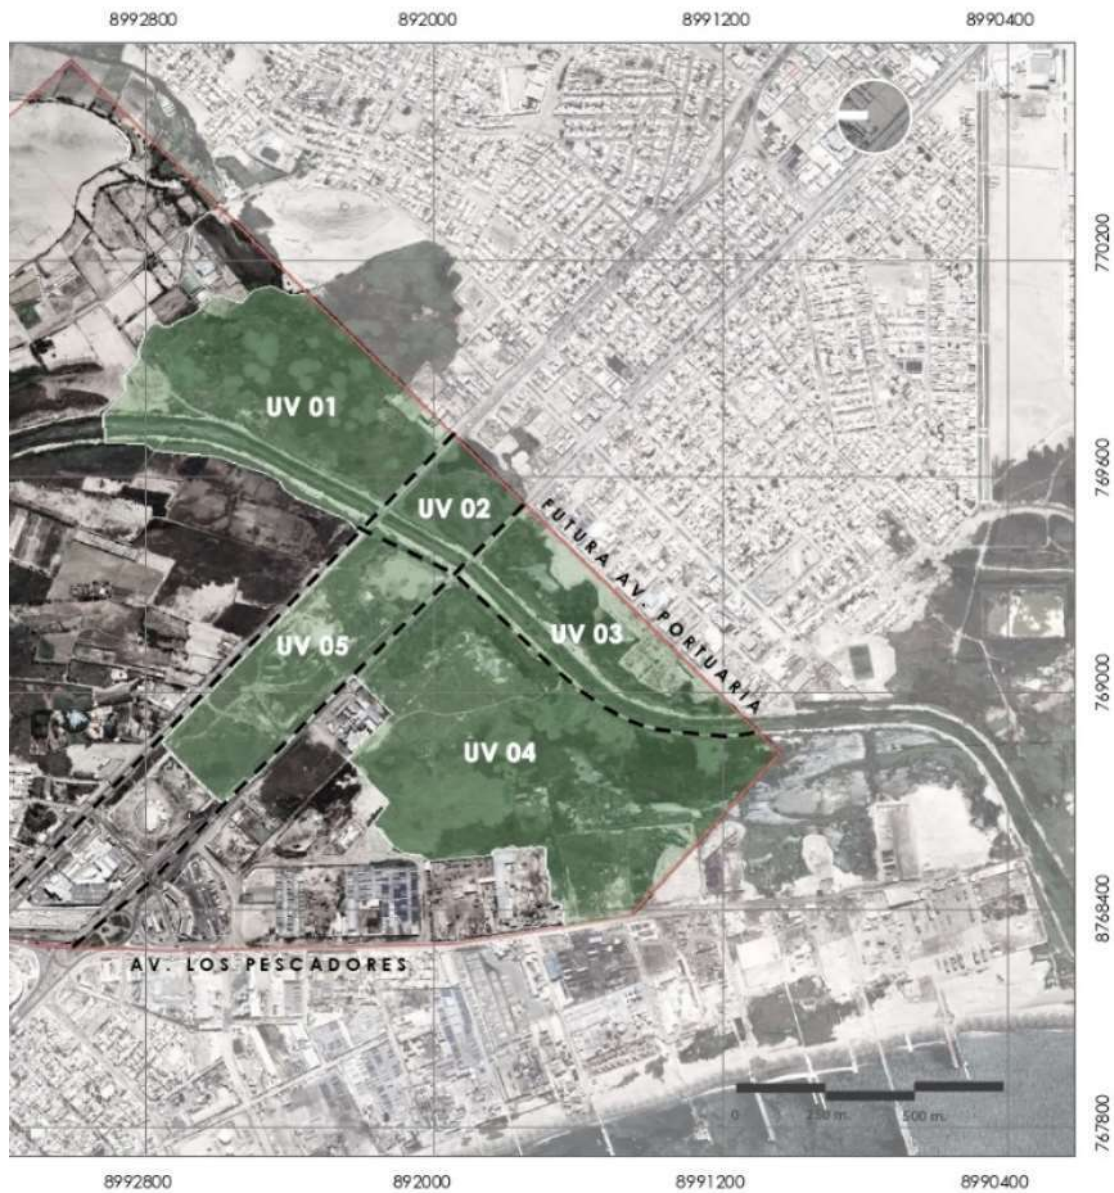 8992800 892000 8991200 8990400
770200
UV 01
769600
UV 02
FUTURA AV. PORTUARIA
UV 03
UV 05
769000
UV 04
8768400
AV. LOS PESCADORES
0 250 m. 500 m.
767800
8992800 892000 8991200 8990400